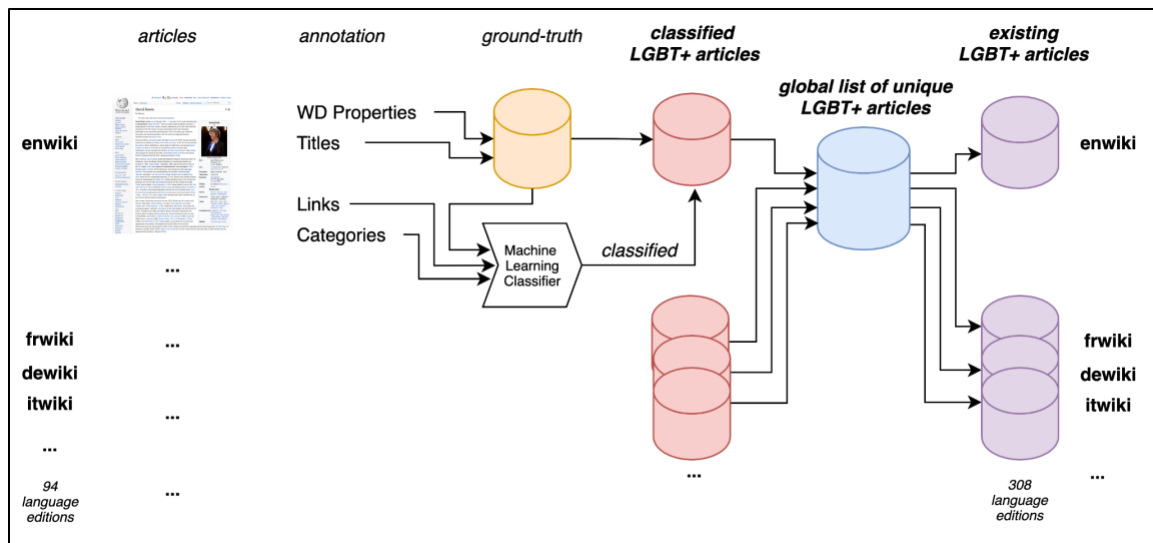 articles
annotation
ground-truth
classified
LGBT+ articles
existing
LGBT+ articles
global list of unique
LGBT+ articles
enwiki
WD Properties
Titles
Links
Categories
Machine
Learning
Classifier
classified
enwiki
...
frwiki
...
dewiki
itwiki
...
...
94
language
editions
...
...
frwiki
dewiki
itwiki
...
308
language
editions